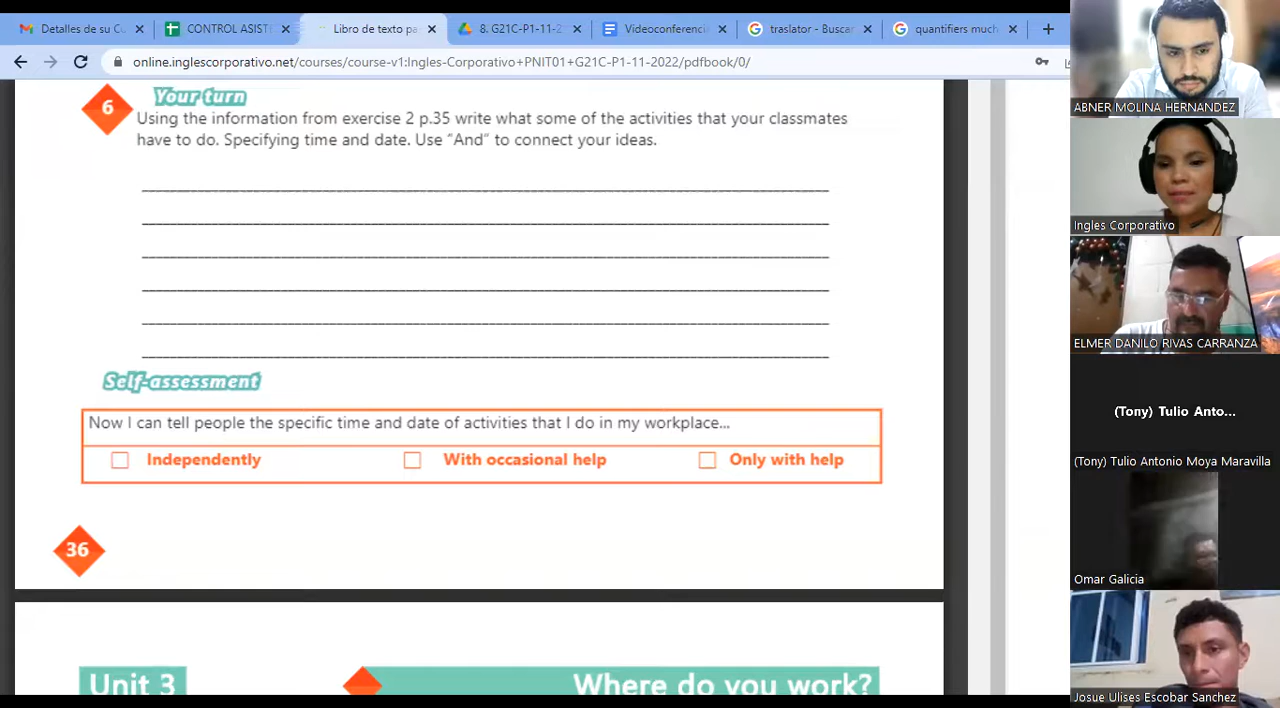 Detalles de su Cu
CONTROL ASIST
Libro de texto pa
8. G21C-P1-11-2
Videoconferenci
traslator - Buscar
quantifiers much
online.inglescorporativo.net/courses/course-v1:Ingles-Corporativo+PNIT01+G21C-P1-11-2022/pdfbook/0/
6
Your turn
Using the information from exercise 2 p.35 write what some of the activities that your classmates
have to do. Specifying time and date. Use “And” to connect your ideas.
Self-assessment
Now I can tell people the specific time and date of activities that I do in my workplace...
Independently
With occasional help
Only with help
36
Unit 3
Where do you work?
ABNER MOLINA HERNANDEZ
Ingles Corporativo
ELMER DANILO RIVAS CARRANZA
(Tony) Tulio Anto...
(Tony) Tulio Antonio Moya Maravilla
Omar Galicia
Josue Ulises Escobar Sanchez